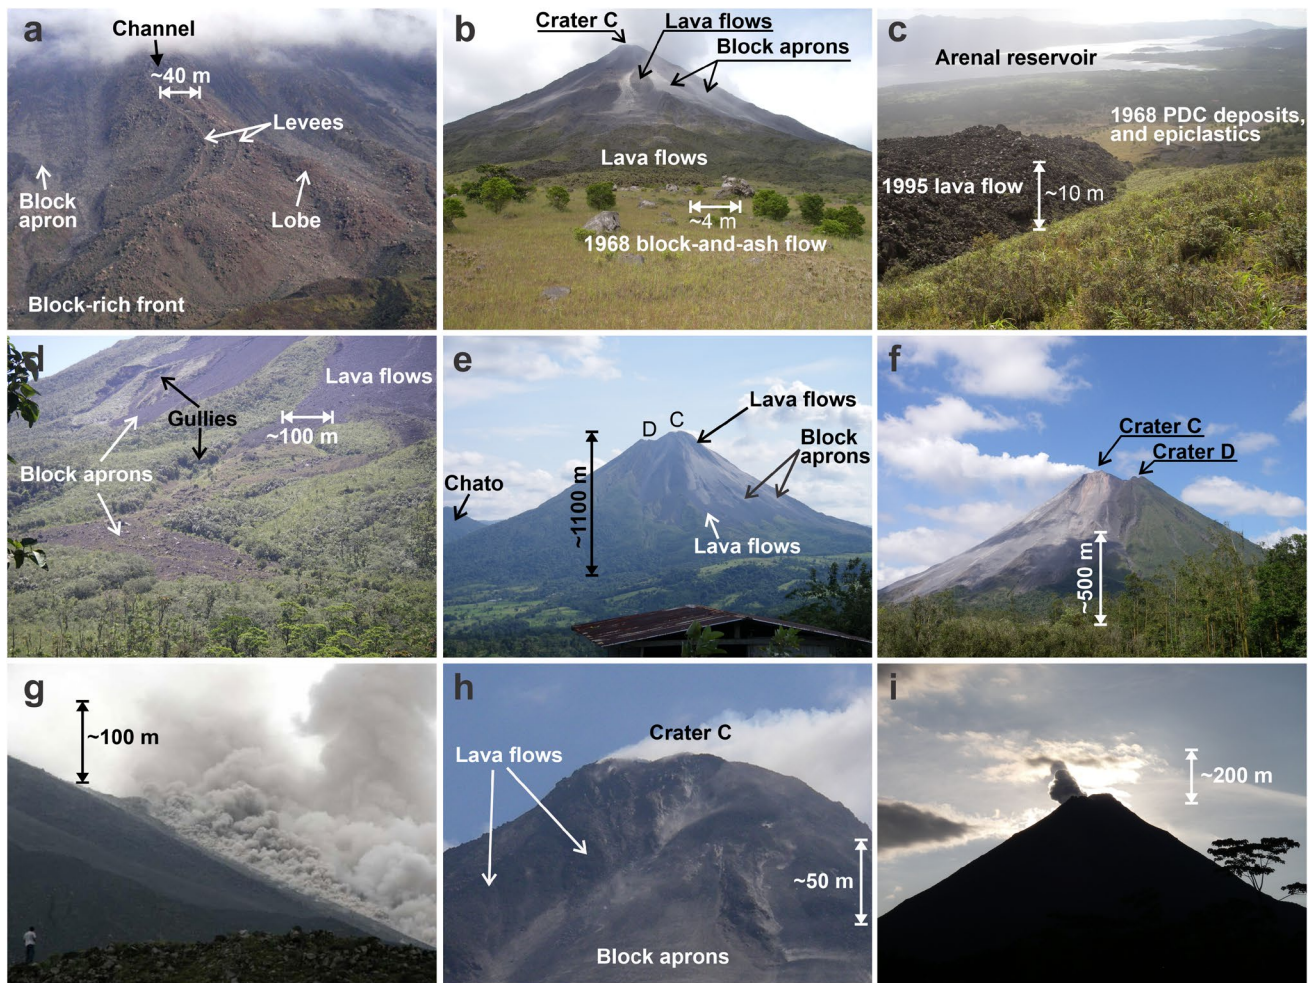 a
Channel
~40 m
Levees
Block
apron
Lobe
Block-rich front
b
Crater C
Lava flows
Block aprons
Lava flows
~4 m
1968 block-and-ash flow
c
Arenal reservoir
1968 PDC deposits,
and epiclastics
1995 lava flow
~10 m
d
Lava flows
Gullies
~100 m
Block aprons
e
D
C
Lava flows
Block
aprons
Chato
~1100 m
Lava flows
f
Crater C
Crater D
~500 m
g
~100 m
h
Crater C
Lava flows
~50 m
Block aprons
i
~200 m